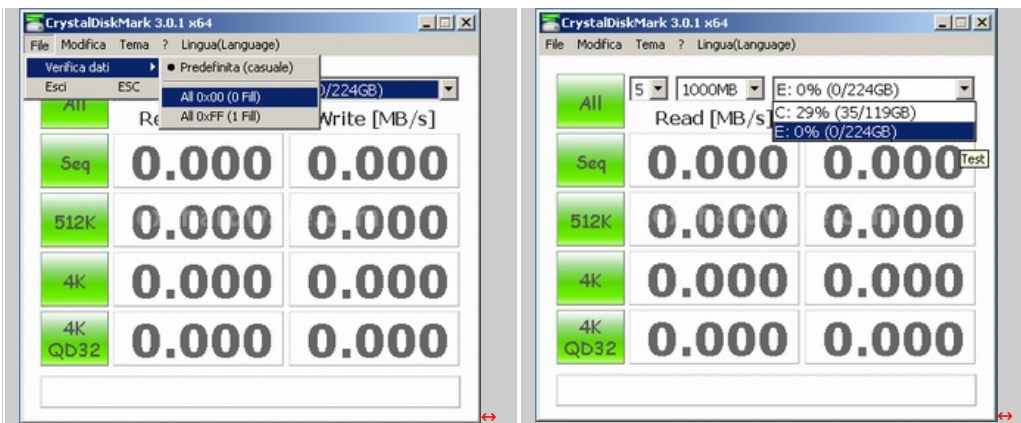 CrystalDiskMark 3.0.1 x64
File Modifica Tema ? Lingua(Language)
Verifica dati
Predefinita (casuale)
Esci ESC
All 0x00 (0 Fill)
All 0xFF (1 Fill)
0/224GB)
All
Re
Write [MB/s]
Seq 0.000 0.000
512K 0.000 0.000
4K 0.000 0.000
4K QD32 0.000 0.000
CrystalDiskMark 3.0.1 x64
File Modifica Tema ? Lingua(Language)
All 5 1000MB E: 0% (0/224GB)
C: 29% (35/119GB)
E: 0% (0/224GB)
Read [MB/s]
Test
Seq 0.000 0.000
512K 0.000 0.000
4K 0.000 0.000
4K QD32 0.000 0.000